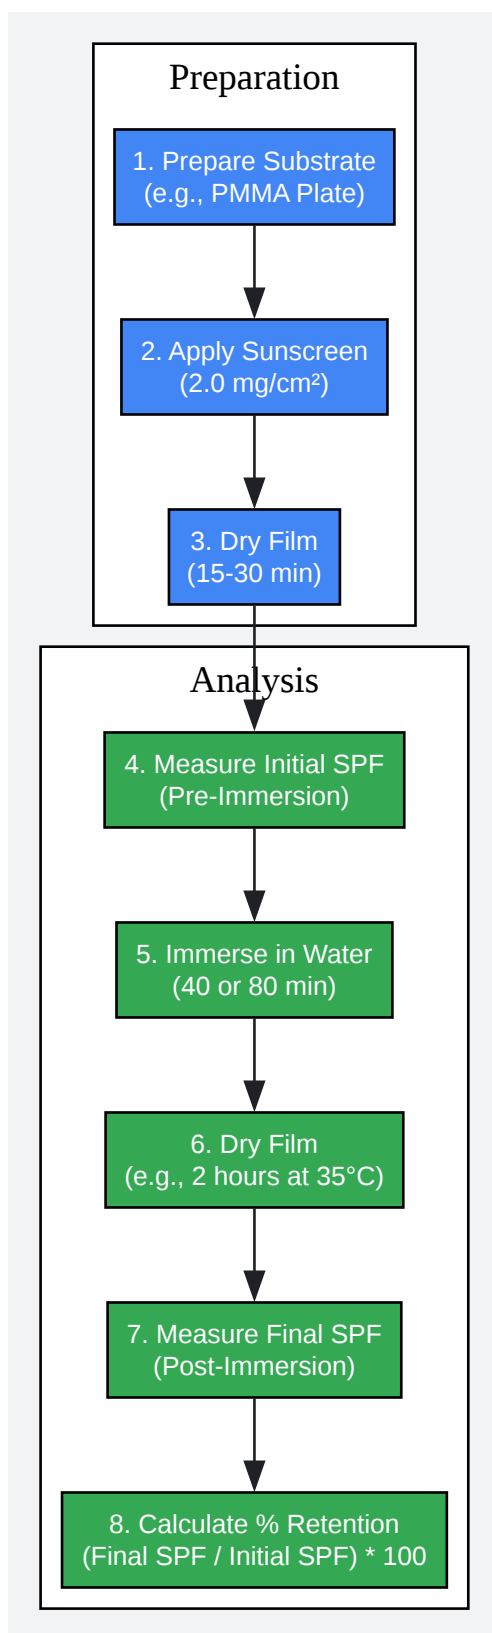 Preparation
1. Prepare Substrate
(e.g., PMMA Plate)
2. Apply Sunscreen
(2.0 mg/cm²)
3. Dry Film
(15-30 min)
Analysis
4. Measure Initial SPF
(Pre-Immersion)
5. Immerse in Water
(40 or 80 min)
6. Dry Film
(e.g., 2 hours at 35°C)
7. Measure Final SPF
(Post-Immersion)
8. Calculate % Retention
(Final SPF / Initial SPF) * 100